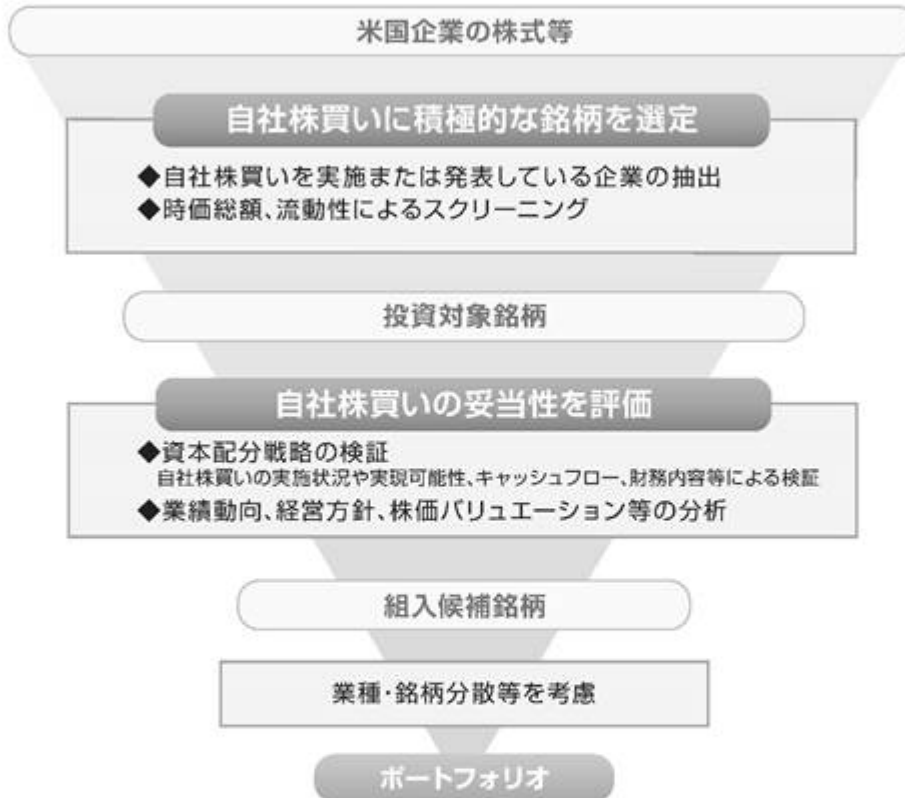 米国企業の株式等
自社株買いに積極的な銘柄を選定
◆自社株買いを実施または発表している企業の抽出
◆時価総額、流動性によるスクリーニング
投資対象銘柄
自社株買いの妥当性を評価
◆資本配分戦略の検証
自社株買いの実施状況や実現可能性、キャッシュフロー、財務内容等による検証
◆業績動向、経営方針、株価バリュエーション等の分析
組入候補銘柄
業種・銘柄分散等を考慮
ポートフォリオ